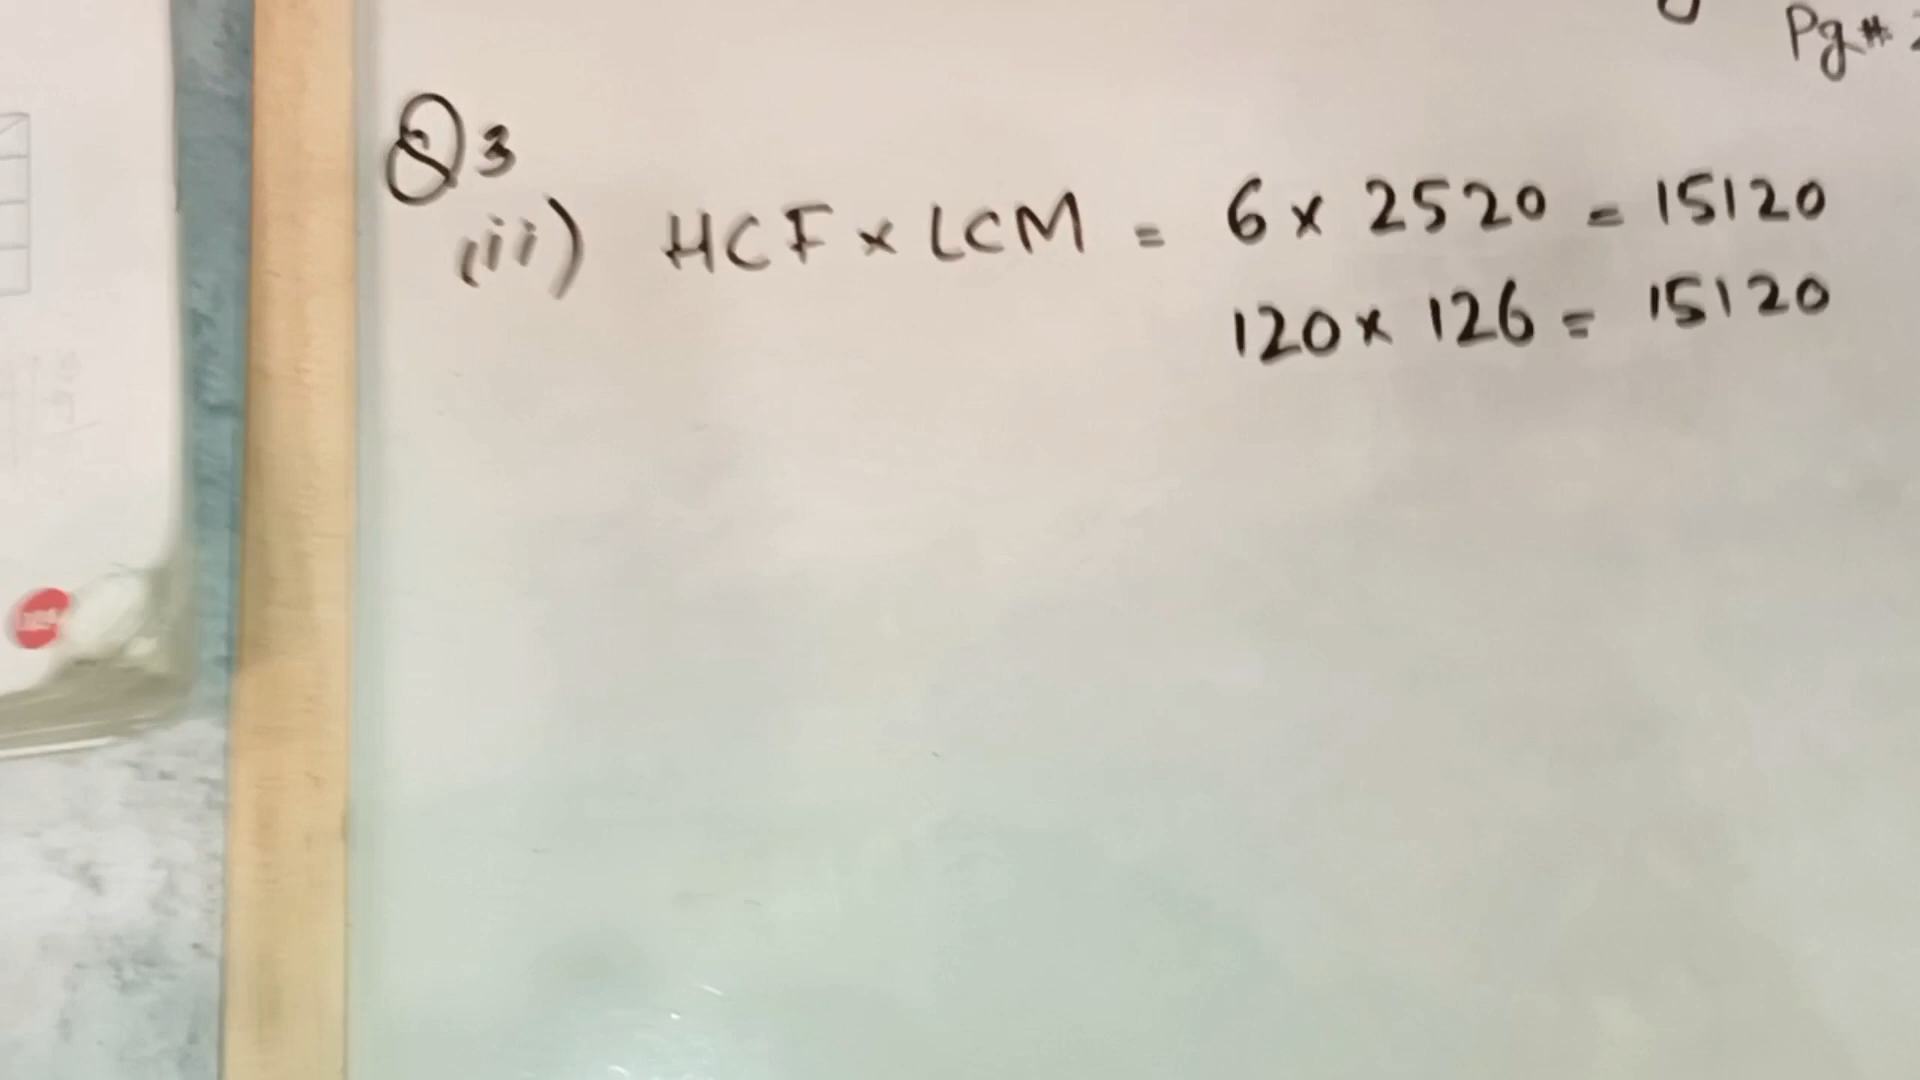 Pg #
Q3
(ii) HCF × LCM = 6 × 2520 = 15120
120 × 126 = 15120